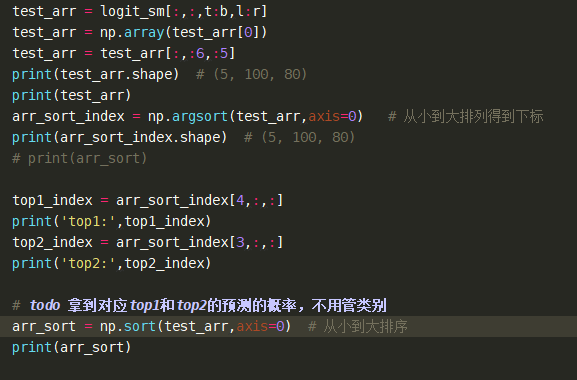 test_arr = logit_sm[:,:,t:b,l:r]
test_arr = np.array(test_arr[0])
test_arr = test_arr[:,:6,:5]
print(test_arr.shape)  # (5, 100, 80)
print(test_arr)
arr_sort_index = np.argsort(test_arr,axis=0)   # 从小到大排列得到下标
print(arr_sort_index.shape)  # (5, 100, 80)
# print(arr_sort)
top1_index = arr_sort_index[4,:,:]
print('top1:',top1_index)
top2_index = arr_sort_index[3,:,:]
print('top2:',top2_index)
# todo 拿到对应top1和top2的预测的概率，不用管类别
arr_sort = np.sort(test_arr,axis=0)  # 从小到大排序
print(arr_sort)